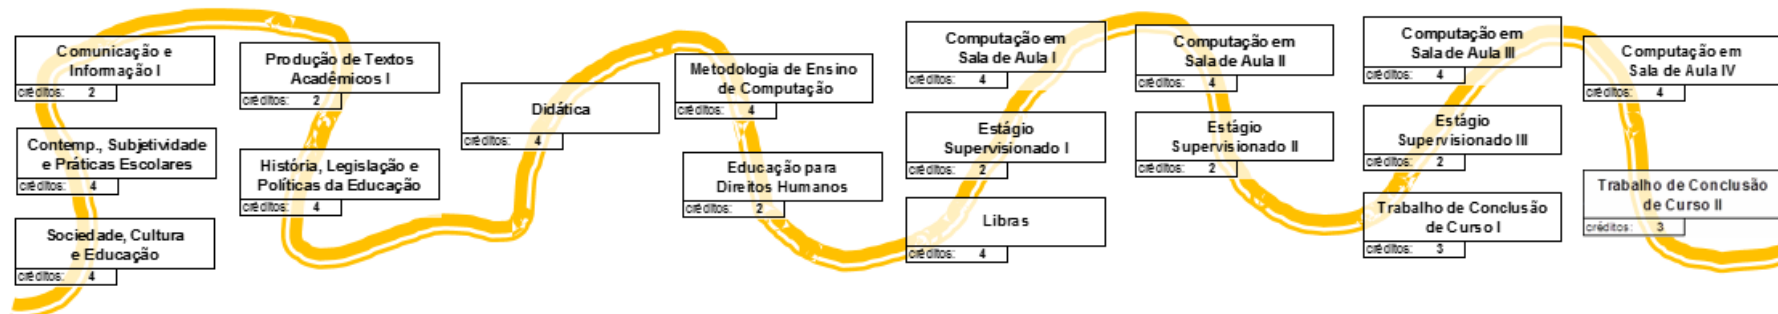 Comunicação e
Informação I
créditos: 2
Contemp., Subjetividade
e Práticas Escolares
créditos: 4
Sociedade, Cultura
e Educação
créditos: 4
Produção de Textos
Acadêmicos I
créditos: 2
História, Legislação e
Políticas da Educação
créditos: 4
Didática
créditos: 4
Metodologia de Ensino
de Computação
créditos: 4
Educação para
Direitos Humanos
créditos: 2
Computação em
Sala de Aula I
créditos: 4
Estágio
Supervisionado I
créditos: 2
Libras
créditos: 4
Computação em
Sala de Aula II
créditos: 4
Estágio
Supervisionado II
créditos: 2
Computação em
Sala de Aula III
créditos: 4
Estágio
Supervisionado III
créditos: 2
Trabalho de Conclusão
de Curso I
créditos: 3
Computação em
Sala de Aula IV
créditos: 4
Trabalho de Conclusão
de Curso II
créditos: 3